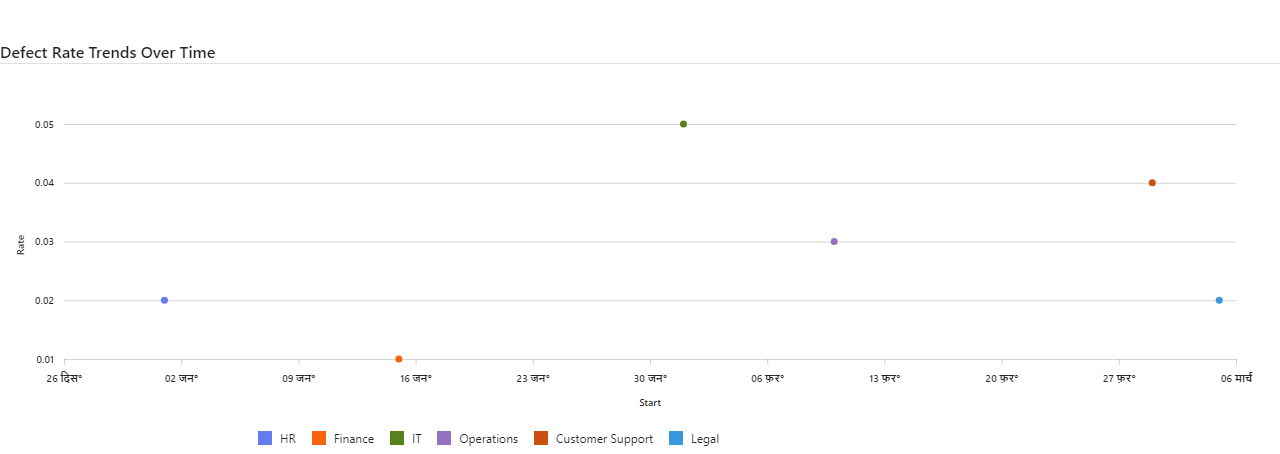 Defect Rate Trends Over Time
0.05
0.04
0.03
0.02
0.01
Rate
26 दिस॰ 02 जन॰ 09 जन॰ 16 जन॰ 23 जन॰ 30 जन॰ 06 फ़र॰ 13 फ़र॰ 20 फ़र॰ 27 फ़र॰ 06 मार्च
Start
HR Finance IT Operations Customer Support Legal